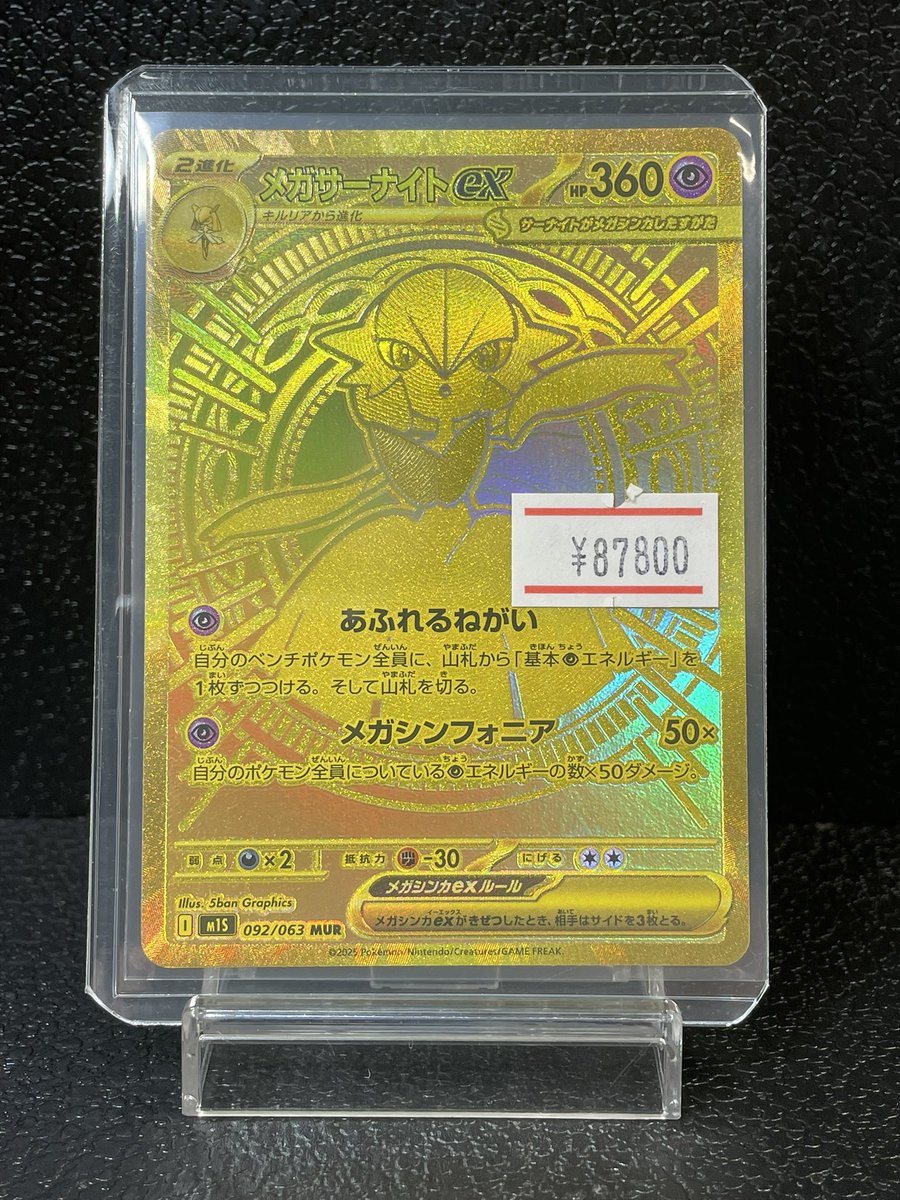 2進化
メガサーナイトex
HP360
キルリアから進化
サーナイトがメガシンカしたすがた
¥87800
あふれるねがい
自分のベンチポケモン全員に、山札から「基本エネルギー」を
1枚ずつつける。そして山札を切る。
メガシンフォニア 50×
自分のポケモン全員についているエネルギーの数×50ダメージ。
弱点 ×2 抵抗力 -30 にげる
メガシンカexルール
メガシンカexがきぜつしたとき、相手はサイドを3枚とる。
Illus. 5ban Graphics
I M1S 092/063 MUR
©2025 Pokémon/Nintendo/Creatures/GAME FREAK.